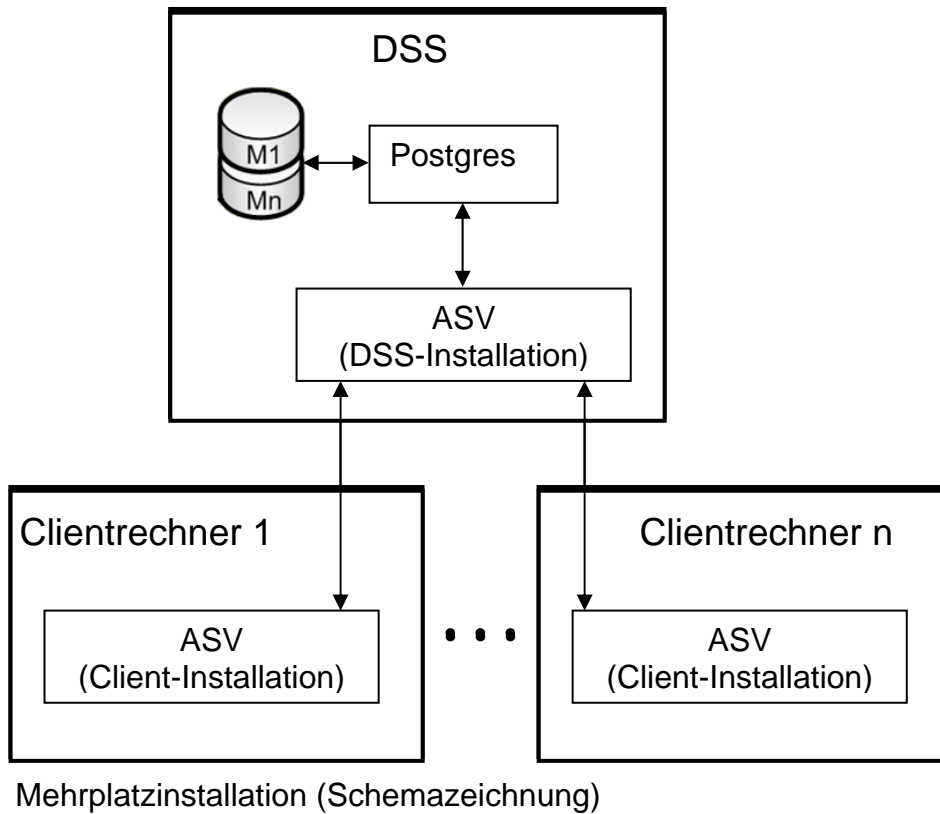 DSS
M1
Mn
Postgres
ASV
(DSS-Installation)
Clientrechner 1
ASV
(Client-Installation)
Clientrechner n
ASV
(Client-Installation)
Mehrplatzinstallation (Schemazeichnung)